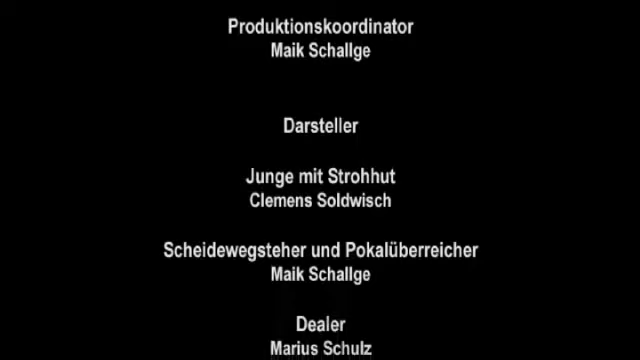 Produktionskoordinator
Maik Schallge
Darsteller
Junge mit Strohhut
Clemens Soldwisch
Scheidewegsteher und Pokalüberreicher
Maik Schallge
Dealer
Marius Schulz